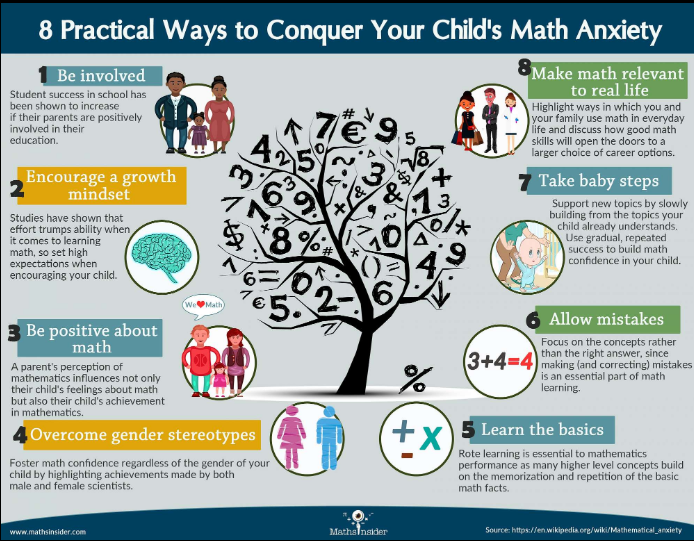 8 Practical Ways to Conquer Your Child's Math Anxiety
1 Be involved
Student success in school has
been shown to increase
if their parents are positively
involved in their
education.
2 Encourage a growth
mindset
Studies have shown that
effort trumps ability when
it comes to learning
math, so set high
expectations when
encouraging your child.
We ❤ Math
3 Be positive about
math
A parent's perception of
mathematics influences not only
their child's feelings about math
but also their child's achievement
in mathematics.
4 Overcome gender stereotypes
Foster math confidence regardless of the gender of your
child by highlighting achievements made by both
male and female scientists.
8 Make math relevant
to real life
Highlight ways in which you and
your family use math in everyday
life and discuss how good math
skills will open the doors to a
larger choice of career options.
7 Take baby steps
Support new topics by slowly
building from the topics your
child already understands.
Use gradual, repeated
success to build math
confidence in your child.
6 Allow mistakes
3+4=4
Focus on the concepts rather
than the right answer, since
making (and correcting) mistakes
is an essential part of math
learning.
5 Learn the basics
+ - x
Rote learning is essential to mathematics
performance as many higher level concepts build
on the memorization and repetition of the basic
math facts.
%
www.mathsinsider.com
Maths Insider
Source: https://en.wikipedia.org/wiki/Mathematical_anxiety